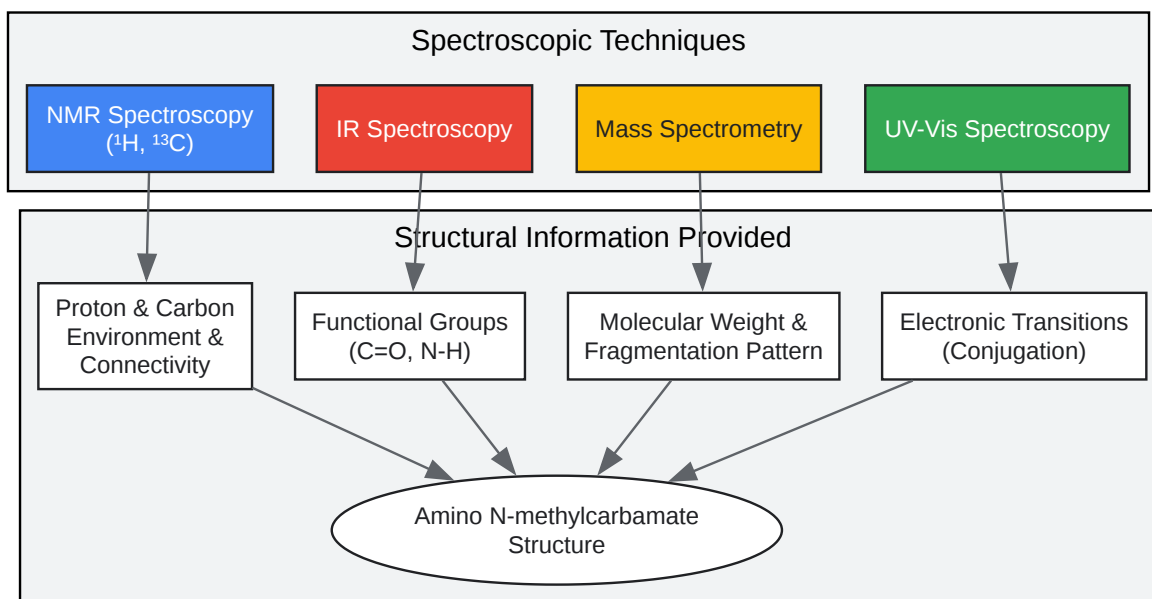 Spectroscopic Techniques
NMR Spectroscopy
(¹H, ¹³C)
IR Spectroscopy
Mass Spectrometry
UV-Vis Spectroscopy
Structural Information Provided
Proton & Carbon
Environment &
Connectivity
Functional Groups
(C=O, N-H)
Molecular Weight &
Fragmentation Pattern
Electronic Transitions
(Conjugation)
Amino N-methylcarbamate
Structure